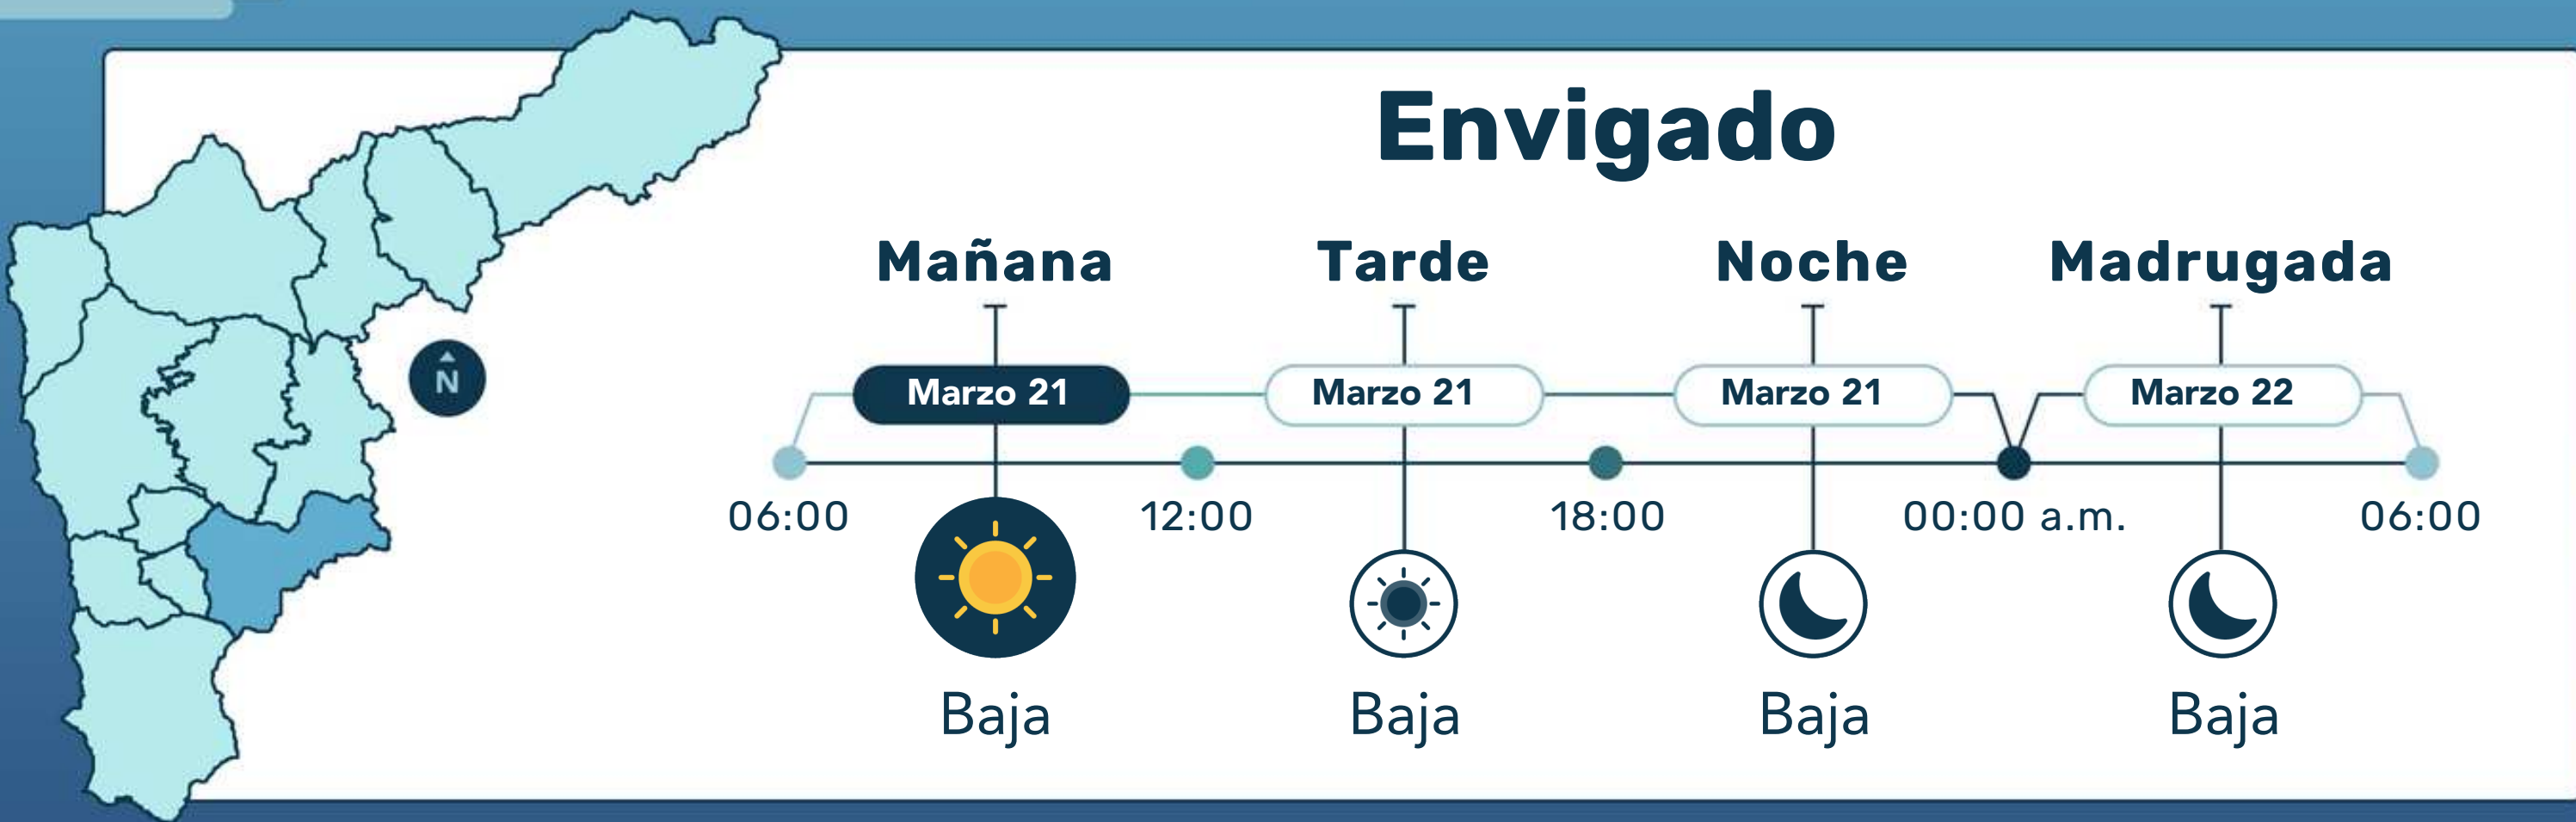 Envigado
Mañana Tarde Noche Madrugada
Marzo 21 Marzo 21 Marzo 21 Marzo 22
N
06:00 12:00 18:00 00:00 a.m. 06:00
Baja Baja Baja Baja